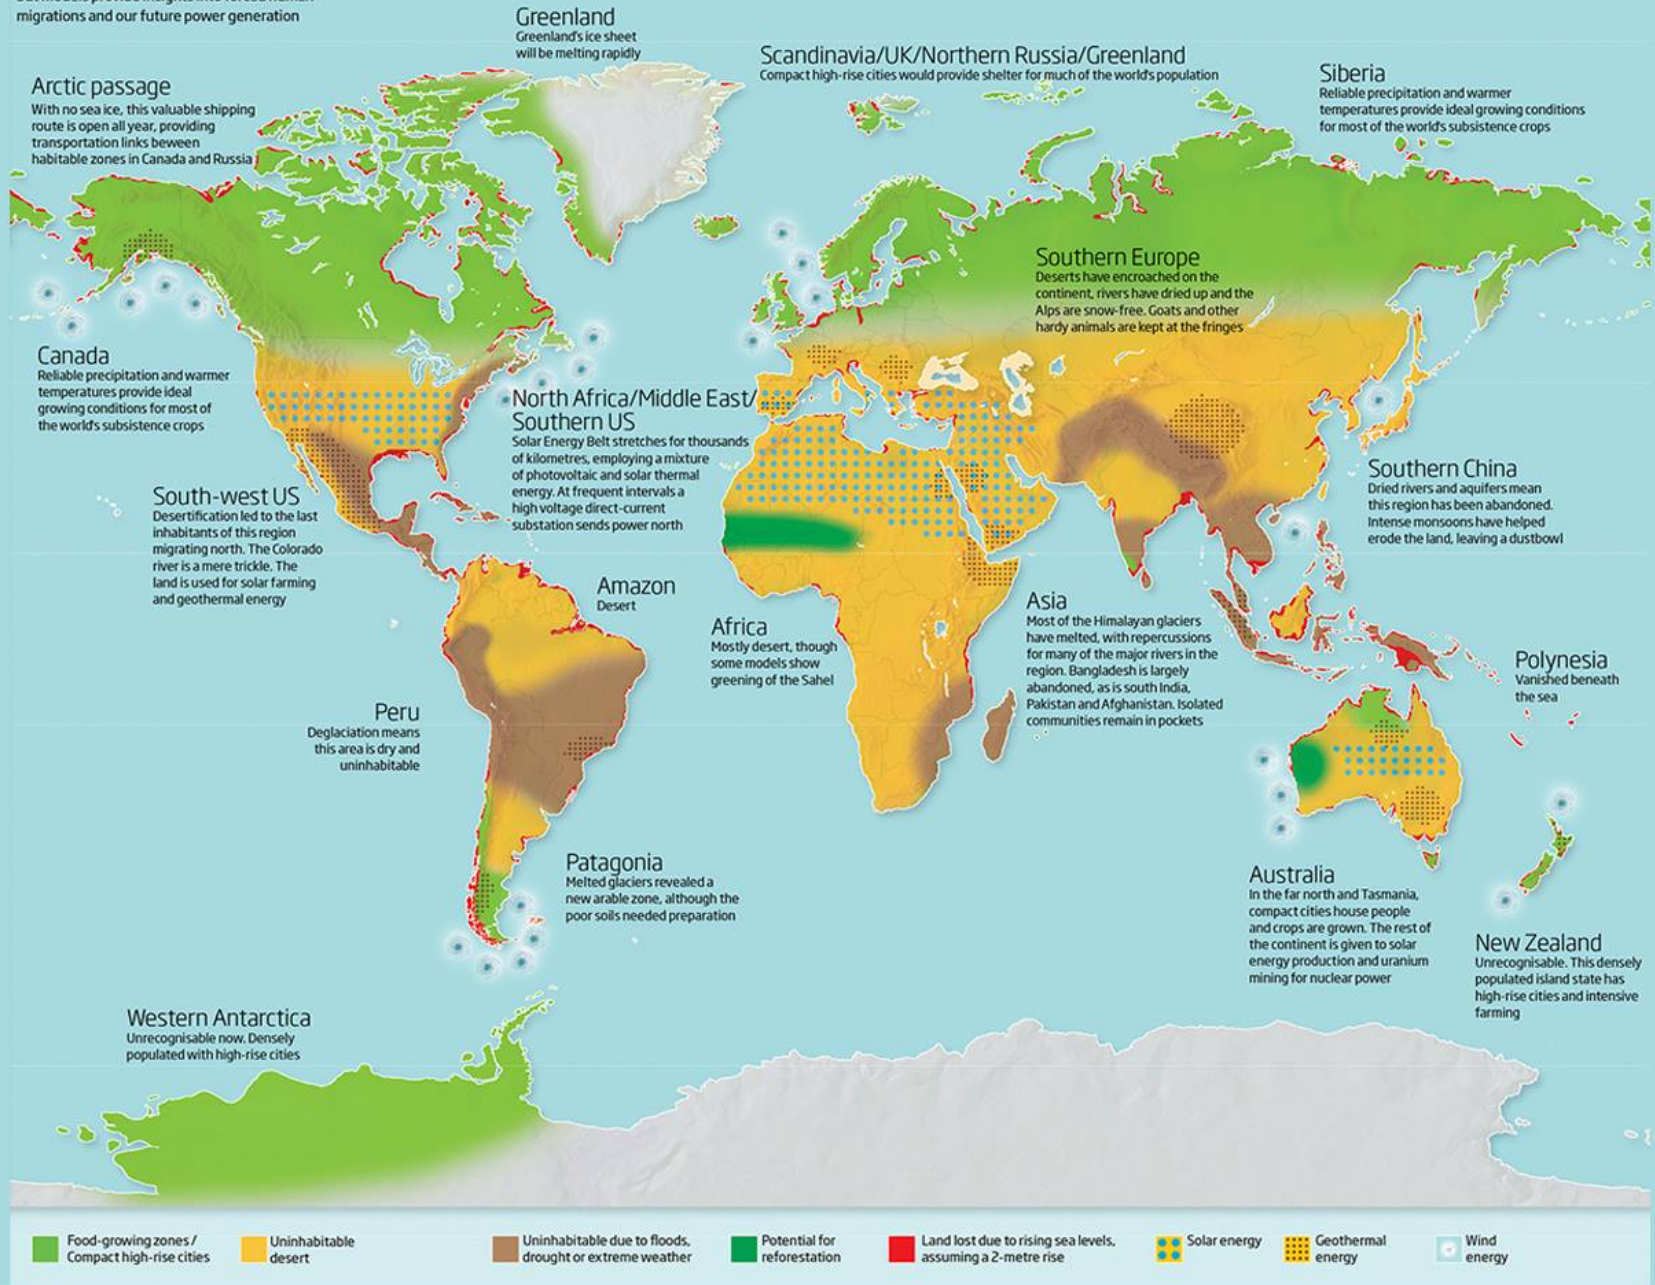 migrations and our future power generation
Greenland
Greenland's ice sheet
will be melting rapidly
Scandinavia/UK/Northern Russia/Greenland
Compact high-rise cities would provide shelter for much of the world's population
Siberia
Reliable precipitation and warmer
temperatures provide ideal growing conditions
for most of the world's subsistence crops
Arctic passage
With no sea ice, this valuable shipping
route is open all year, providing
transportation links beween
habitable zones in Canada and Russia
Southern Europe
Deserts have encroached on the
continent, rivers have dried up and the
Alps are snow-free. Goats and other
hardy animals are kept at the fringes
Canada
Reliable precipitation and warmer
temperatures provide ideal
growing conditions for most of
the world's subsistence crops
North Africa/Middle East/
Southern US
Solar Energy Belt stretches for thousands
of kilometres, employing a mixture
of photovoltaic and solar thermal
energy. At frequent intervals a
high voltage direct-current
substation sends power north
South-west US
Desertification led to the last
inhabitants of this region
migrating north. The Colorado
river is a mere trickle. The
land is used for solar farming
and geothermal energy
Southern China
Dried rivers and aquifers mean
this region has been abandoned.
Intense monsoons have helped
erode the land, leaving a dustbowl
Amazon
Desert
Africa
Mostly desert, though
some models show
greening of the Sahel
Asia
Most of the Himalayan glaciers
have melted, with repercussions
for many of the major rivers in the
region. Bangladesh is largely
abandoned, as is south India,
Pakistan and Afghanistan. Isolated
communities remain in pockets
Polynesia
Vanished beneath
the sea
Peru
Deglaciation means
this area is dry and
uninhabitable
Patagonia
Melted glaciers revealed a
new arable zone, although the
poor soils needed preparation
Australia
In the far north and Tasmania,
compact cities house people
and crops are grown. The rest of
the continent is given to solar
energy production and uranium
mining for nuclear power
New Zealand
Unrecognisable. This densely
populated island state has
high-rise cities and intensive
farming
Western Antarctica
Unrecognisable now. Densely
populated with high-rise cities
Food-growing zones /
Compact high-rise cities
Uninhabitable
desert
Uninhabitable due to floods,
drought or extreme weather
Potential for
reforestation
Land lost due to rising sea levels,
assuming a 2-metre rise
Solar energy
Geothermal
energy
Wind
energy